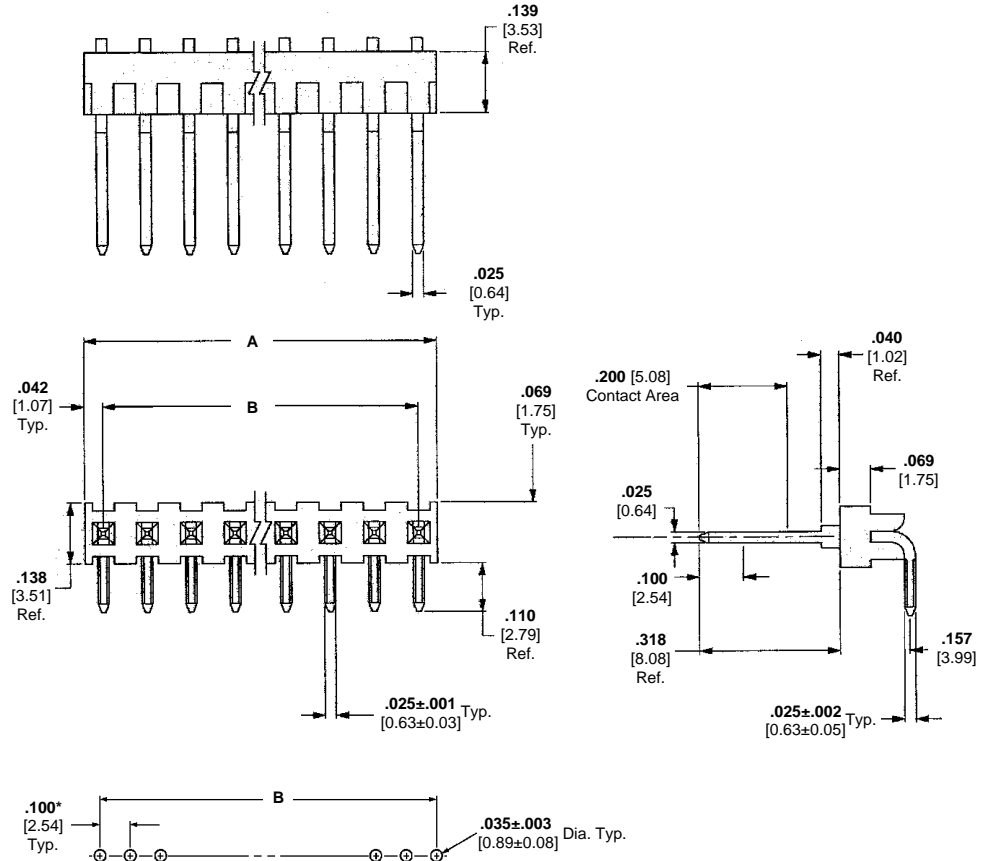 .139
[3.53]
Ref.
.025
[0.64]
Typ.
A
.042
[1.07]
Typ.
B
.069
[1.75]
Typ.
.138
[3.51]
Ref.
.110
[2.79]
Ref.
.025±.001 Typ.
[0.63±0.03]
.040
[1.02]
Ref.
.200 [5.08]
Contact Area
.069
[1.75]
.025
[0.64]
.100
[2.54]
.318
[8.08]
Ref.
.157
[3.99]
.025±.002 Typ.
[0.63±0.05]
B
.100*
[2.54]
Typ.
.035±.003 Dia. Typ.
[0.89±0.08]